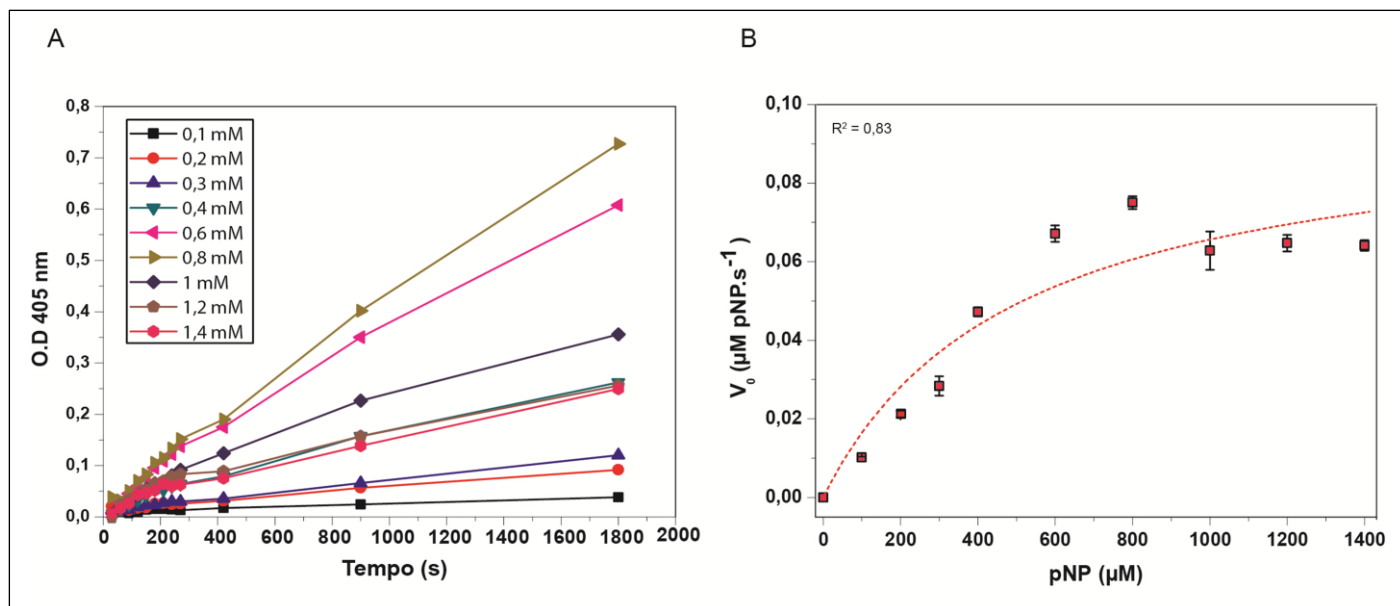 A
0,8
0,7
0,6
0,5
0,4
0,3
0,2
0,1
0,0
O.D 405 nm
0,1 mM
0,2 mM
0,3 mM
0,4 mM
0,6 mM
0,8 mM
1 mM
1,2 mM
1,4 mM
0 200 400 600 800 1000 1200 1400 1600 1800 2000
Tempo (s)
B
0,10
0,08
0,06
0,04
0,02
0,00
V₀ (µM pNP.s⁻¹)
R² = 0,83
0 200 400 600 800 1000 1200 1400
pNP (µM)